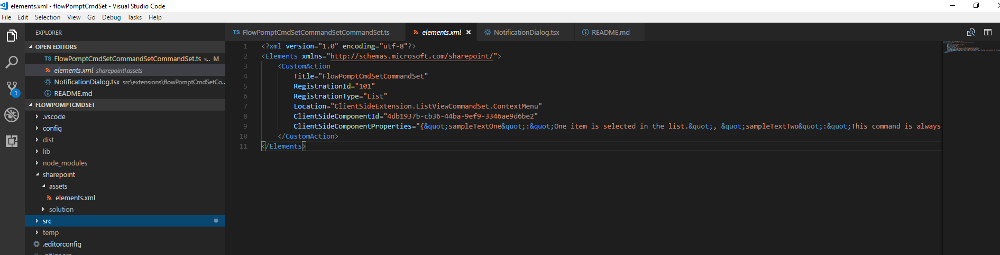 elements.xml - flowPomptCmdSet - Visual Studio Code
File Edit Selection View Go Debug Tasks Help
EXPLORER
OPEN EDITORS
TS FlowPomptCmdSetCommandSetCommandSet.ts s... M
elements.xml sharepoint\assets
NotificationDialog.tsx src\extensions\flowPomptCmdSetCo...
README.md
FLOWPOMPTCMDSET
.vscode
config
dist
lib
node_modules
sharepoint
assets
elements.xml
solution
src
temp
.editorconfig
.gitignore
1
TS FlowPomptCmdSetCommandSetCommandSet.ts elements.xml NotificationDialog.tsx README.md
1 <?xml version="1.0" encoding="utf-8"?>
2 <Elements xmlns="http://schemas.microsoft.com/sharepoint/">
3 <CustomAction
4 Title="FlowPomptCmdSetCommandSet"
5 RegistrationId="101"
6 RegistrationType="List"
7 Location="ClientSideExtension.ListViewCommandSet.ContextMenu"
8 ClientSideComponentId="4db1937b-cb36-44ba-9ef9-3346ae9d6be2"
9 ClientSideComponentProperties="{&quot;sampleTextOne&quot;:&quot;One item is selected in the list.&quot;, &quot;sampleTextTwo&quot;:&quot;This command is always
10 </CustomAction>
11 </Elements>